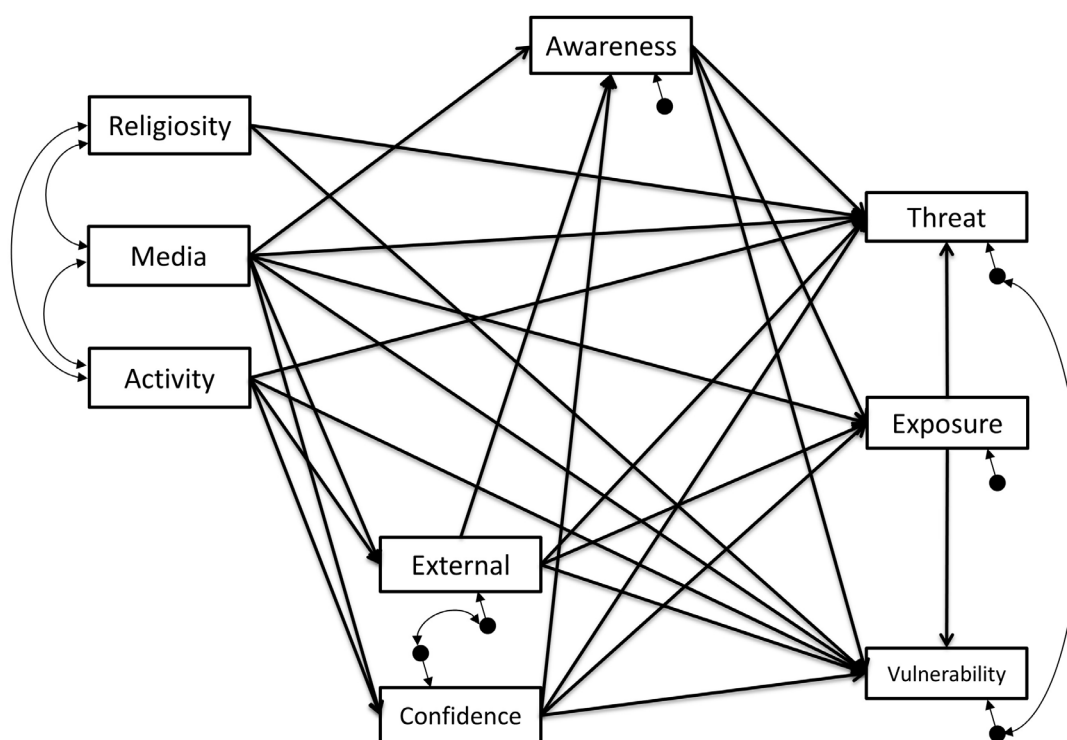 Awareness
Religiosity
Threat
Media
Activity
Exposure
External
Vulnerability
Confidence